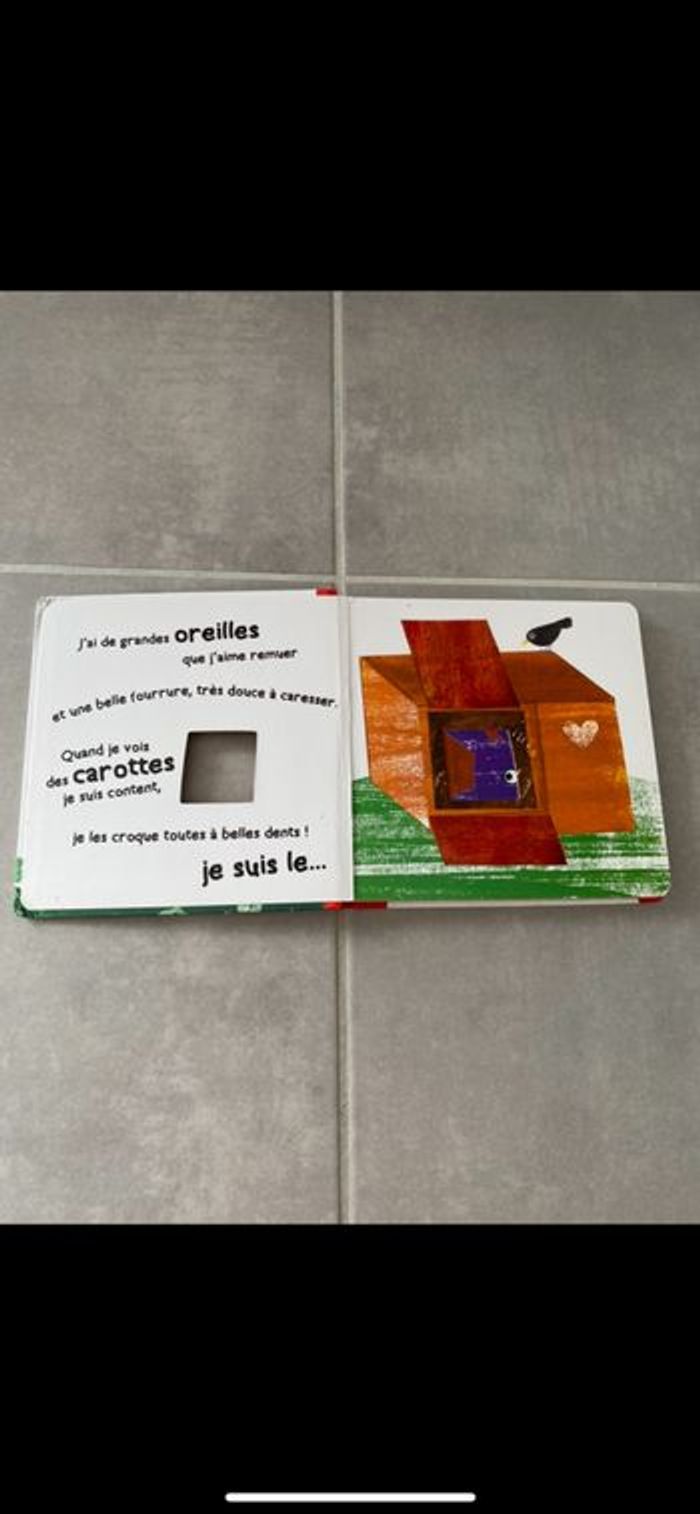 J'ai de grandes oreilles
que j'aime remuer
et une belle fourrure, très douce à caresser.
Quand je vois
des carottes
je suis content,
je les croque toutes à belles dents !
je suis le...